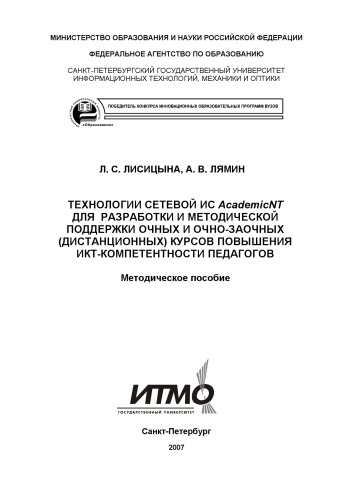 МИНИСТЕРСТВО ОБРАЗОВАНИЯ И НАУКИ РОССИЙСКОЙ ФЕДЕРАЦИИ
ФЕДЕРАЛЬНОЕ АГЕНТСТВО ПО ОБРАЗОВАНИЮ
САНКТ-ПЕТЕРБУРГСКИЙ ГОСУДАРСТВЕННЫЙ УНИВЕРСИТЕТ
ИНФОРМАЦИОННЫХ ТЕХНОЛОГИЙ, МЕХАНИКИ И ОПТИКИ
ПОБЕДИТЕЛЬ КОНКУРСА ИННОВАЦИОННЫХ ОБРАЗОВАТЕЛЬНЫХ ПРОГРАММ ВУЗОВ
«Образование»
Л. С. ЛИСИЦЫНА, А. В. ЛЯМИН
ТЕХНОЛОГИИ СЕТЕВОЙ ИС AcademicNT
ДЛЯ РАЗРАБОТКИ И МЕТОДИЧЕСКОЙ
ПОДДЕРЖКИ ОЧНЫХ И ОЧНО-ЗАОЧНЫХ
(ДИСТАНЦИОННЫХ) КУРСОВ ПОВЫШЕНИЯ
ИКТ-КОМПЕТЕНТНОСТИ ПЕДАГОГОВ
Методическое пособие
ИТМО
ГОСУДАРСТВЕННЫЙ УНИВЕРСИТЕТ
Санкт-Петербург
2007